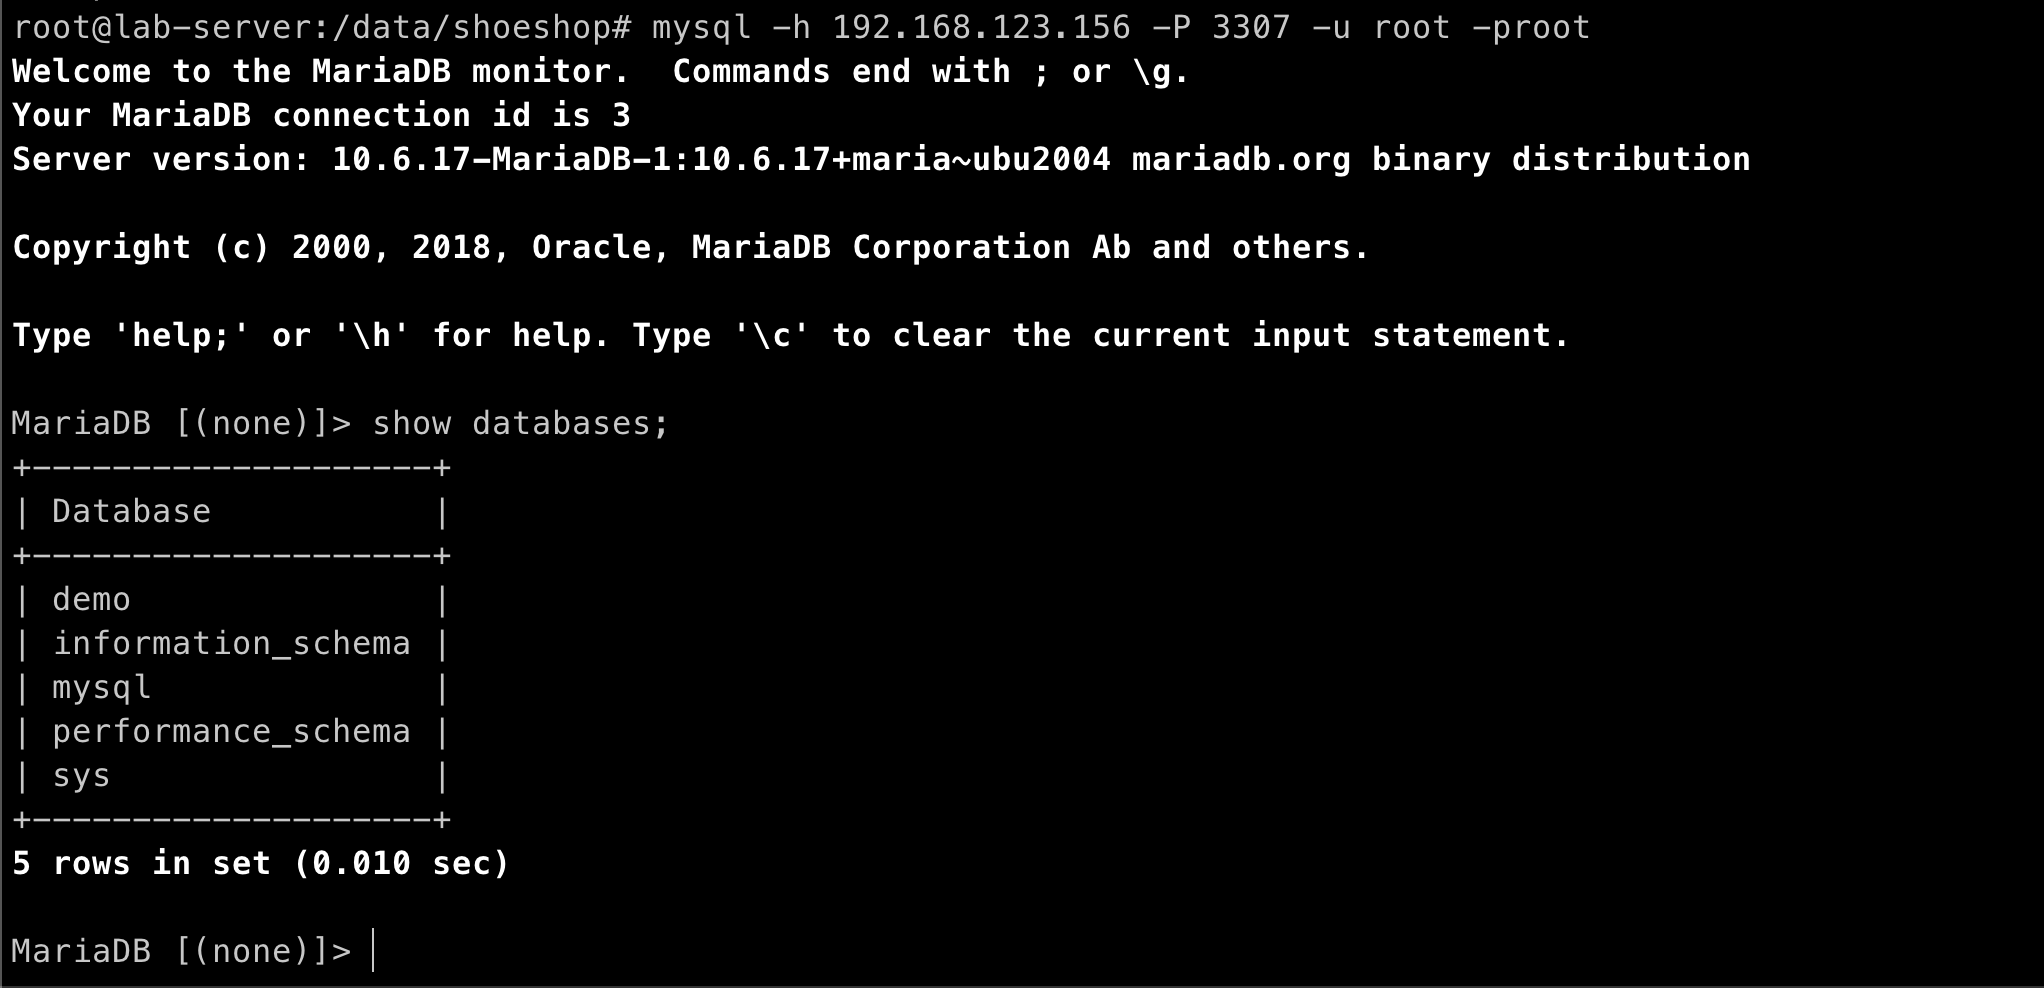 root@lab-server:/data/shoeshop# mysql -h 192.168.123.156 -P 3307 -u root -proot
Welcome to the MariaDB monitor.  Commands end with ; or \g.
Your MariaDB connection id is 3
Server version: 10.6.17-MariaDB-1:10.6.17+maria~ubu2004 mariadb.org binary distribution

Copyright (c) 2000, 2018, Oracle, MariaDB Corporation Ab and others.

Type 'help;' or '\h' for help. Type '\c' to clear the current input statement.

MariaDB [(none)]> show databases;
+--------------------+
| Database           |
+--------------------+
| demo               |
| information_schema |
| mysql              |
| performance_schema |
| sys                |
+--------------------+
5 rows in set (0.010 sec)

MariaDB [(none)]>